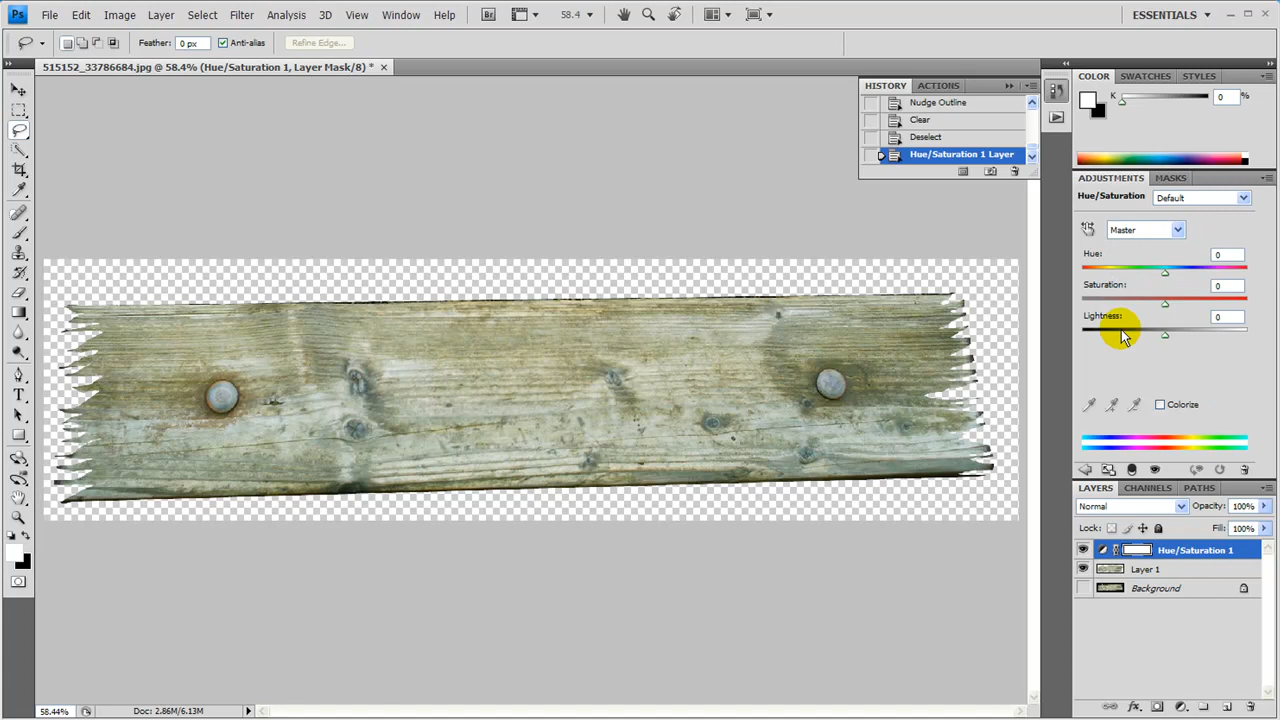 Ps File Edit Image Layer Select Filter Analysis 3D View Window Help Br 58.4 ESSENTIALS
Feather: 0 px Anti-alias Refine Edge...
515152_33786684.jpg @ 58.4% (Hue/Saturation 1, Layer Mask/8) *
HISTORY ACTIONS
Nudge Outline
Clear
Deselect
Hue/Saturation 1 Layer
COLOR SWATCHES STYLES
K 0 %
ADJUSTMENTS MASKS
Hue/Saturation Default
Master
Hue: 0
Saturation: 0
Lightness: 0
Colorize
LAYERS CHANNELS PATHS
Normal Opacity: 100%
Lock: Fill: 100%
Hue/Saturation 1
Layer 1
Background
58.44% Doc: 2.86M/6.13M